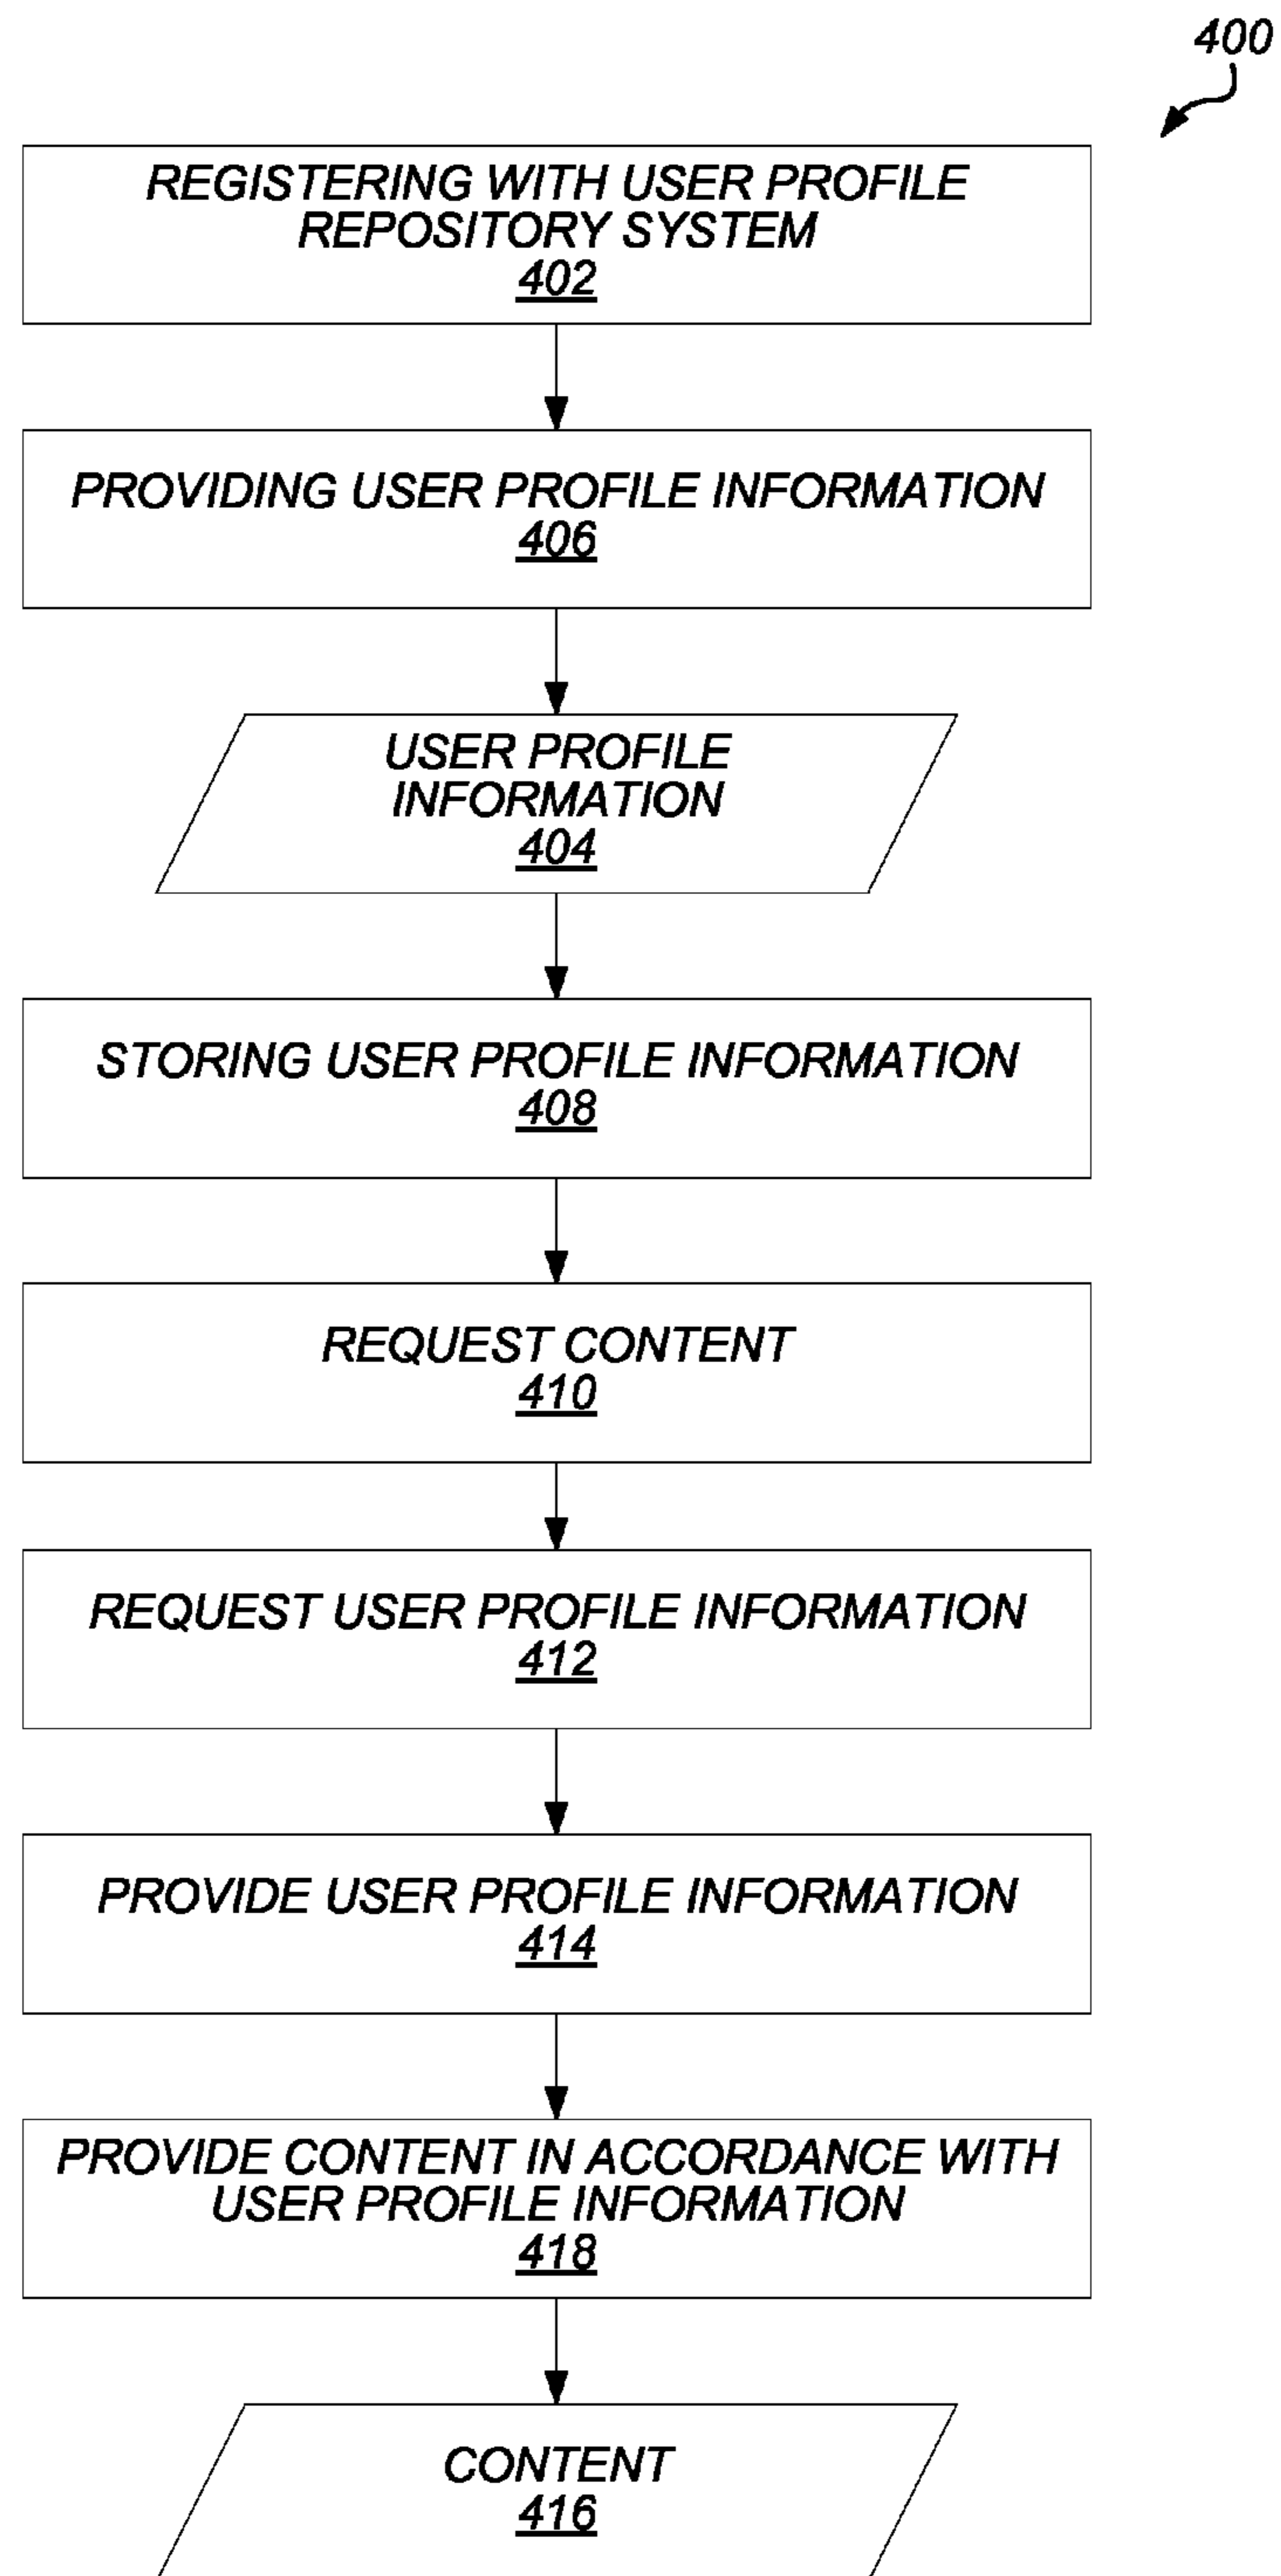 400
REGISTERING WITH USER PROFILE
REPOSITORY SYSTEM
402
PROVIDING USER PROFILE INFORMATION
406
USER PROFILE
INFORMATION
404
STORING USER PROFILE INFORMATION
408
REQUEST CONTENT
410
REQUEST USER PROFILE INFORMATION
412
PROVIDE USER PROFILE INFORMATION
414
PROVIDE CONTENT IN ACCORDANCE WITH
USER PROFILE INFORMATION
418
CONTENT
416